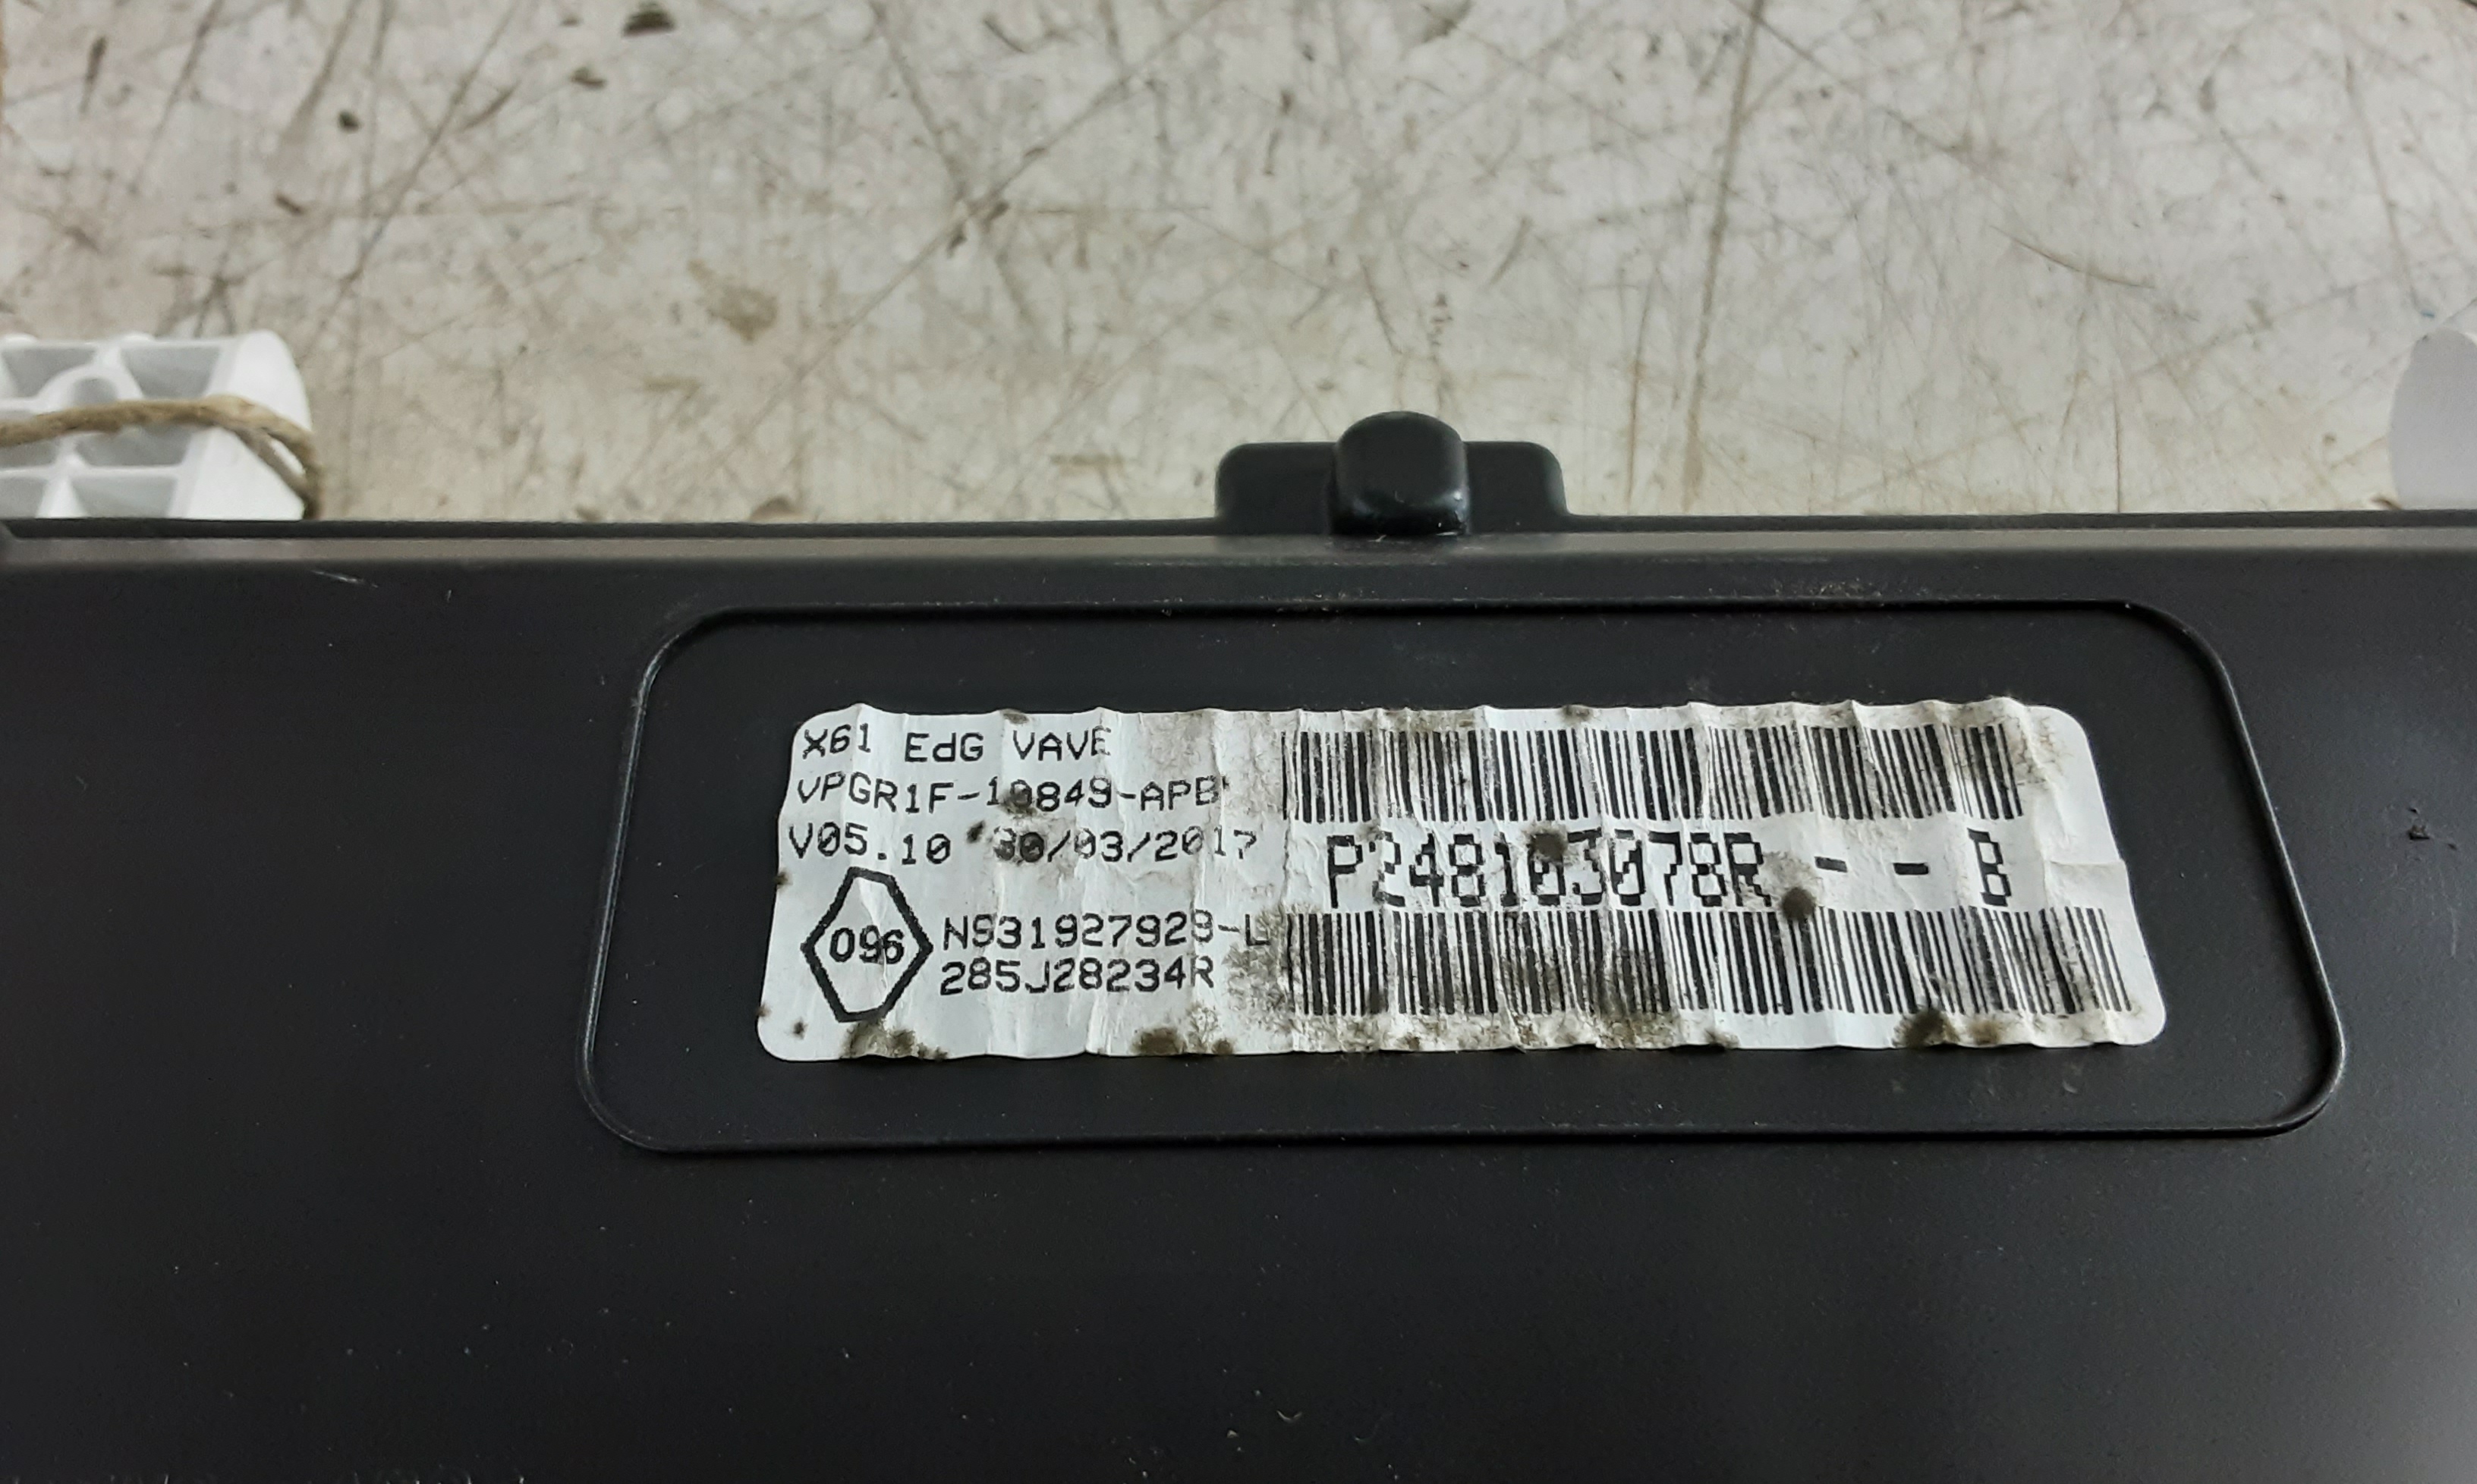 X61 EdG VAVE
VPGR1F-10849-APB
V05.10 30/03/2017
096
NS31927929-L
285J28234R
P248103078R - - B